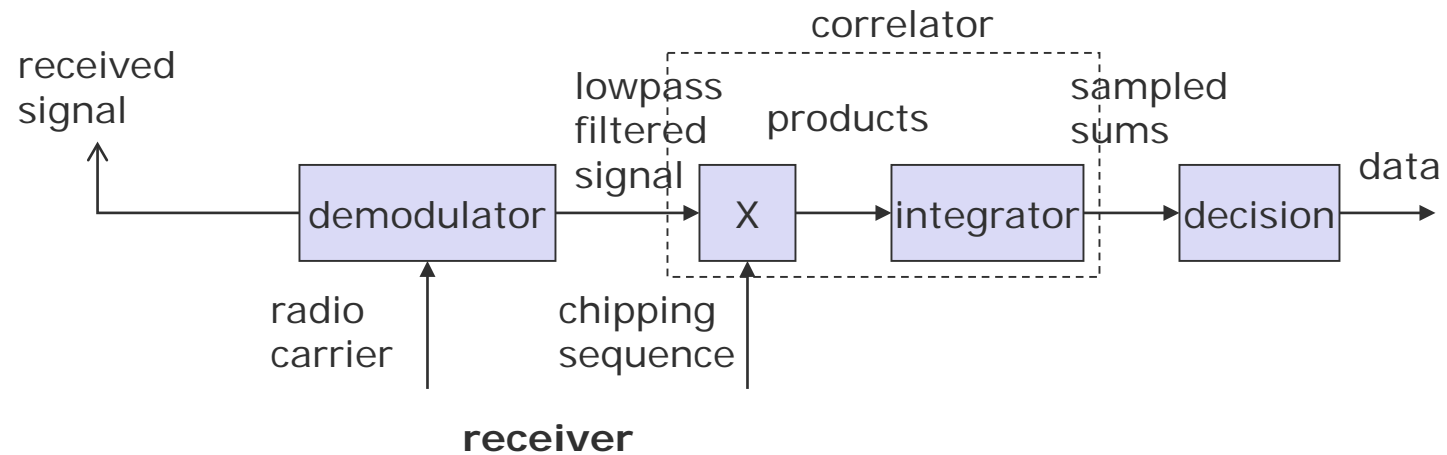 correlator
received
signal
lowpass
filtered
signal
products
sampled
sums
data
demodulator
X
integrator
decision
radio
carrier
chipping
sequence
receiver